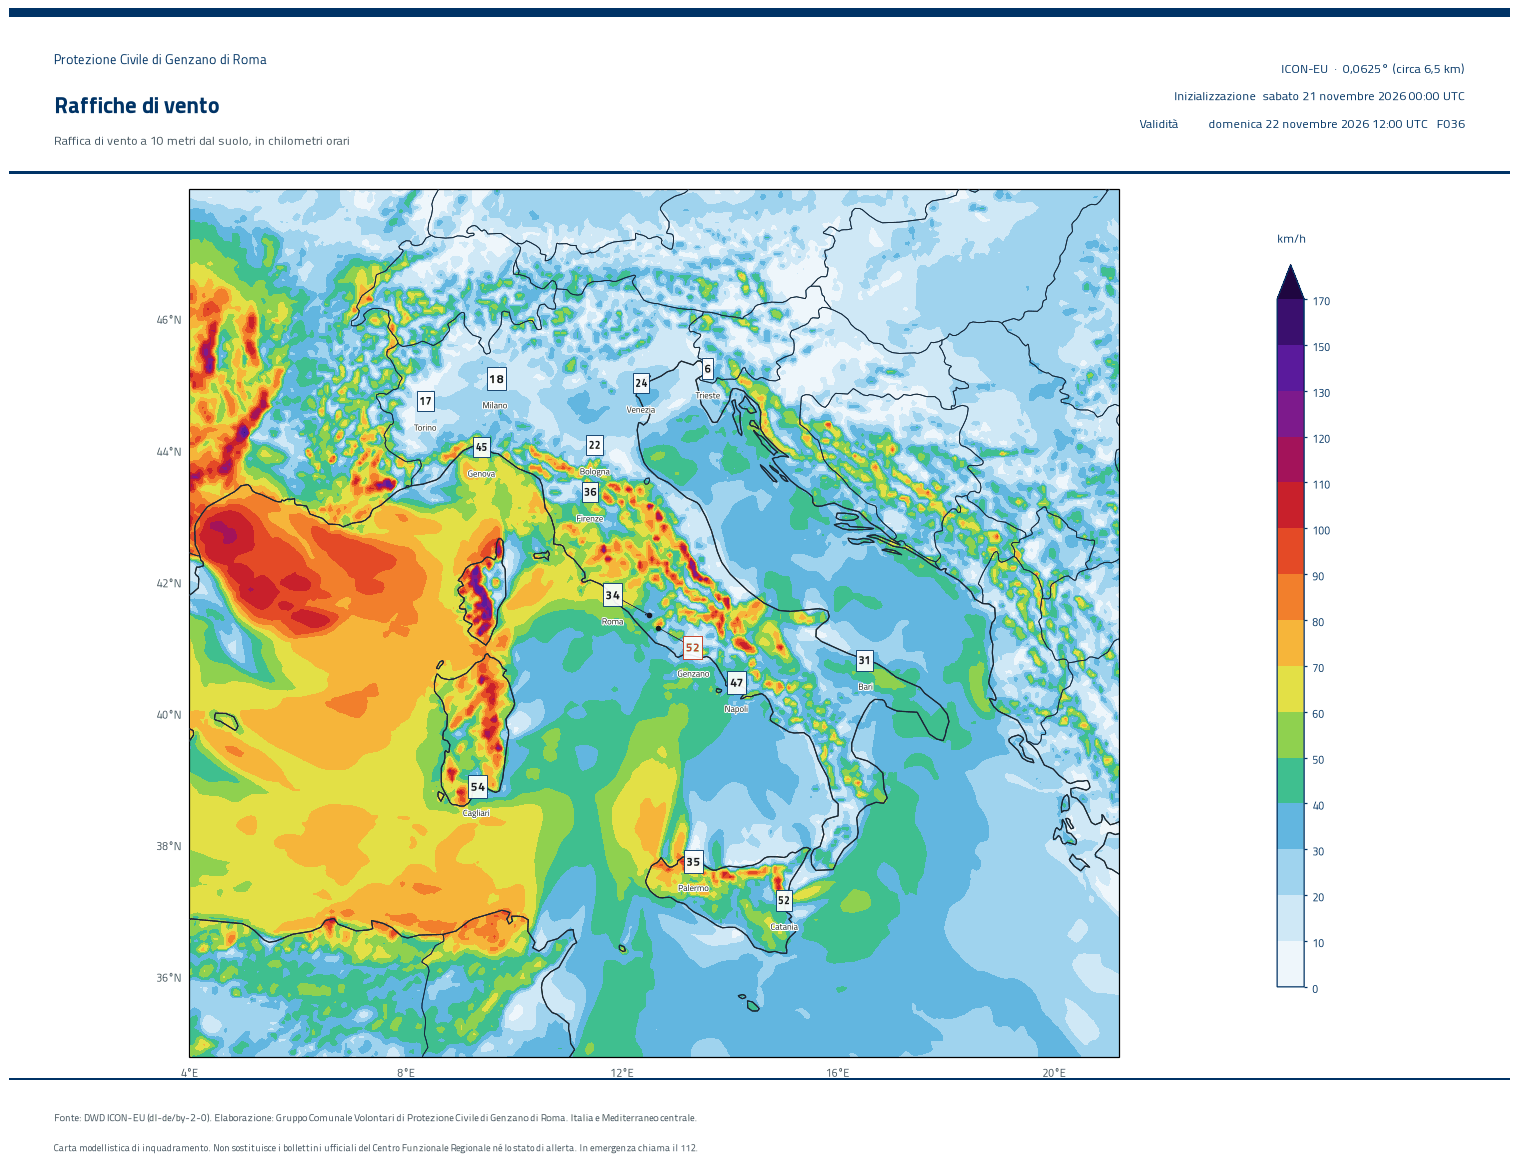 Protezione Civile di Genzano di Roma
Raffiche di vento
Raffica di vento a 10 metri dal suolo, in chilometri orari
ICON-EU · 0,0625° (circa 6,5 km)
Inizializzazione sabato 21 novembre 2026 00:00 UTC
Validità domenica 22 novembre 2026 12:00 UTC F036
km/h
170
150
130
120
110
100
90
80
70
60
50
40
30
20
10
0
46°N
44°N
42°N
40°N
38°N
36°N
4°E
8°E
12°E
16°E
20°E
6
Trieste
18
Milano
24
Venezia
17
Torino
45
Genova
22
Bologna
36
Firenze
34
Roma
52
Genzano
31
Bari
47
Napoli
54
Cagliari
35
Palermo
52
Catania
Fonte: DWD ICON-EU (dl-de/by-2-0). Elaborazione: Gruppo Comunale Volontari di Protezione Civile di Genzano di Roma. Italia e Mediterraneo centrale.
Carta modellistica di inquadramento. Non sostituisce i bollettini ufficiali del Centro Funzionale Regionale né lo stato di allerta. In emergenza chiama il 112.